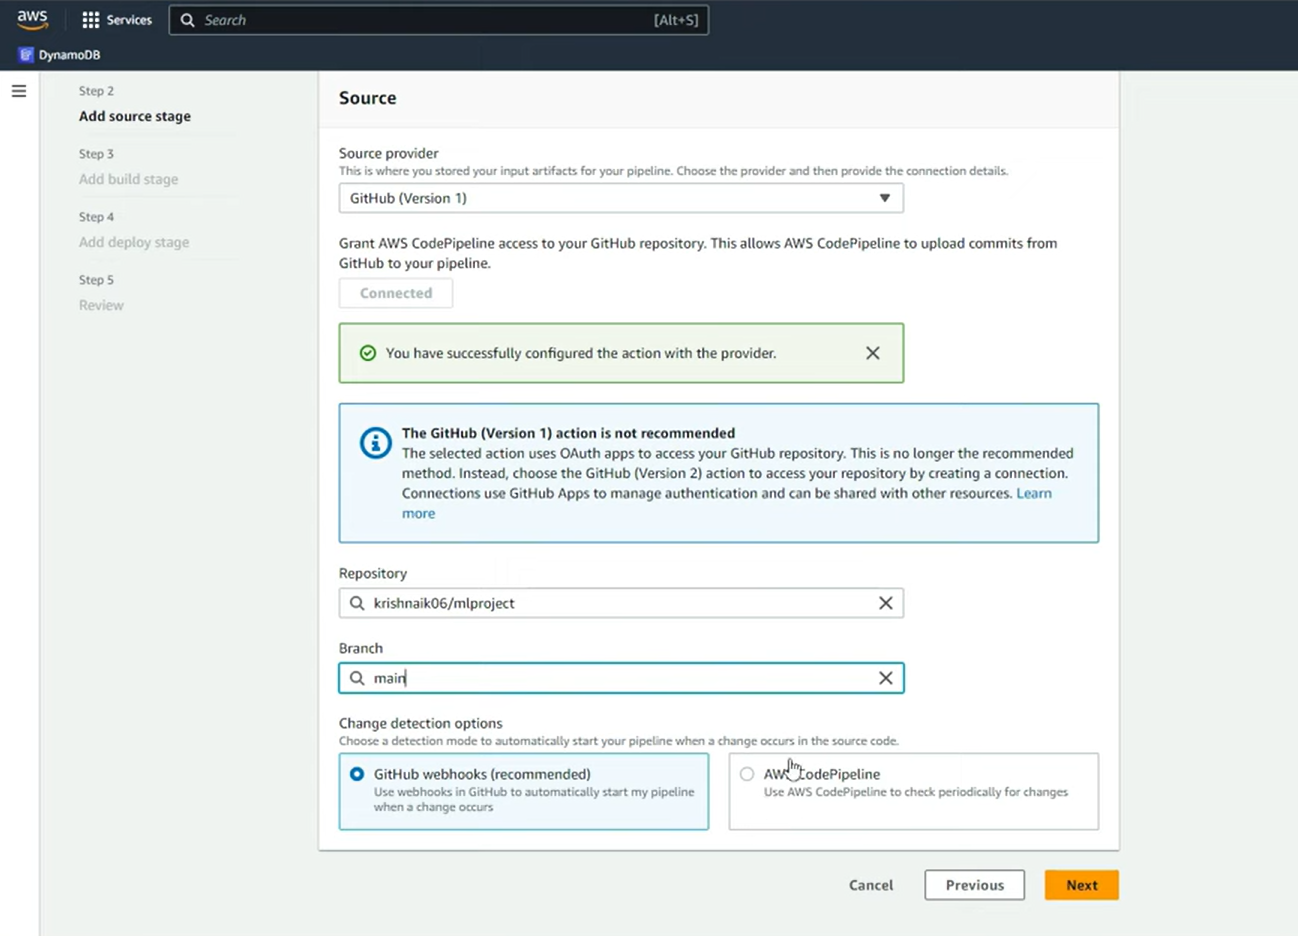 aws
Services
Search
[Alt+S]
DynamoDB
Step 2
Add source stage
Step 3
Add build stage
Step 4
Add deploy stage
Step 5
Review
Source
Source provider
This is where you stored your input artifacts for your pipeline. Choose the provider and then provide the connection details.
GitHub (Version 1)
Grant AWS CodePipeline access to your GitHub repository. This allows AWS CodePipeline to upload commits from
GitHub to your pipeline.
Connected
You have successfully configured the action with the provider.
The GitHub (Version 1) action is not recommended
The selected action uses OAuth apps to access your GitHub repository. This is no longer the recommended
method. Instead, choose the GitHub (Version 2) action to access your repository by creating a connection.
Connections use GitHub Apps to manage authentication and can be shared with other resources. Learn
more
Repository
krishnaik06/mlproject
Branch
main
Change detection options
Choose a detection mode to automatically start your pipeline when a change occurs in the source code.
GitHub webhooks (recommended)
Use webhooks in GitHub to automatically start my pipeline
when a change occurs
AWS CodePipeline
Use AWS CodePipeline to check periodically for changes
Cancel
Previous
Next